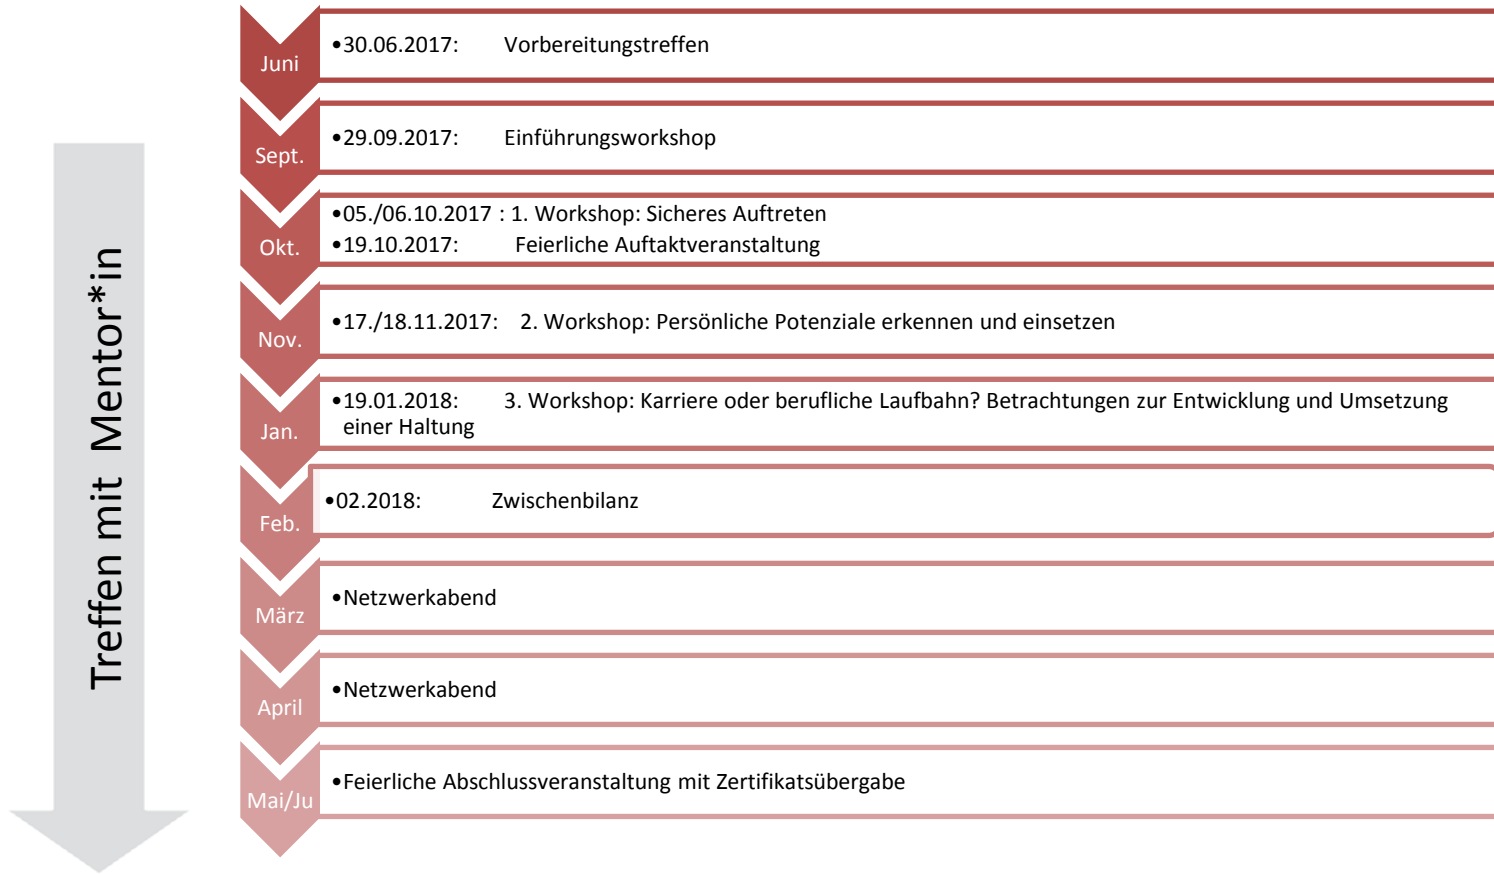 Treffen mit Mentor*in
Juni
•30.06.2017: Vorbereitungstreffen
Sept.
•29.09.2017: Einführungsworkshop
Okt.
•05./06.10.2017 : 1. Workshop: Sicheres Auftreten
•19.10.2017: Feierliche Auftaktveranstaltung
Nov.
•17./18.11.2017: 2. Workshop: Persönliche Potenziale erkennen und einsetzen
Jan.
•19.01.2018: 3. Workshop: Karriere oder berufliche Laufbahn? Betrachtungen zur Entwicklung und Umsetzung
einer Haltung
Feb.
•02.2018: Zwischenbilanz
März
•Netzwerkabend
April
•Netzwerkabend
Mai/Ju
•Feierliche Abschlussveranstaltung mit Zertifikatsübergabe